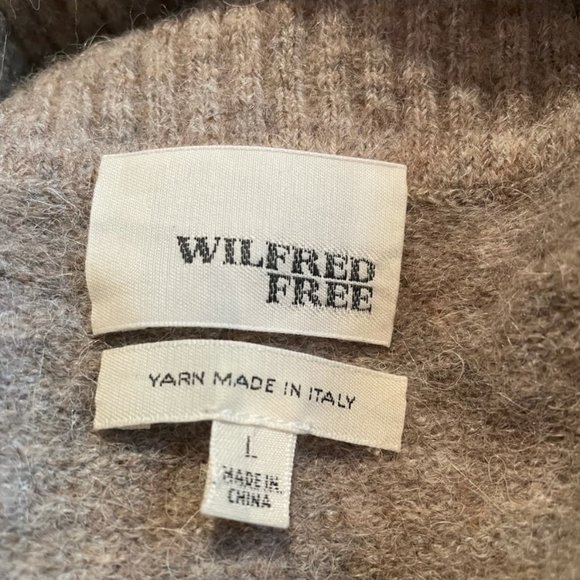 WILFRED
FREE
YARN MADE IN ITALY
L
MADE IN
CHINA